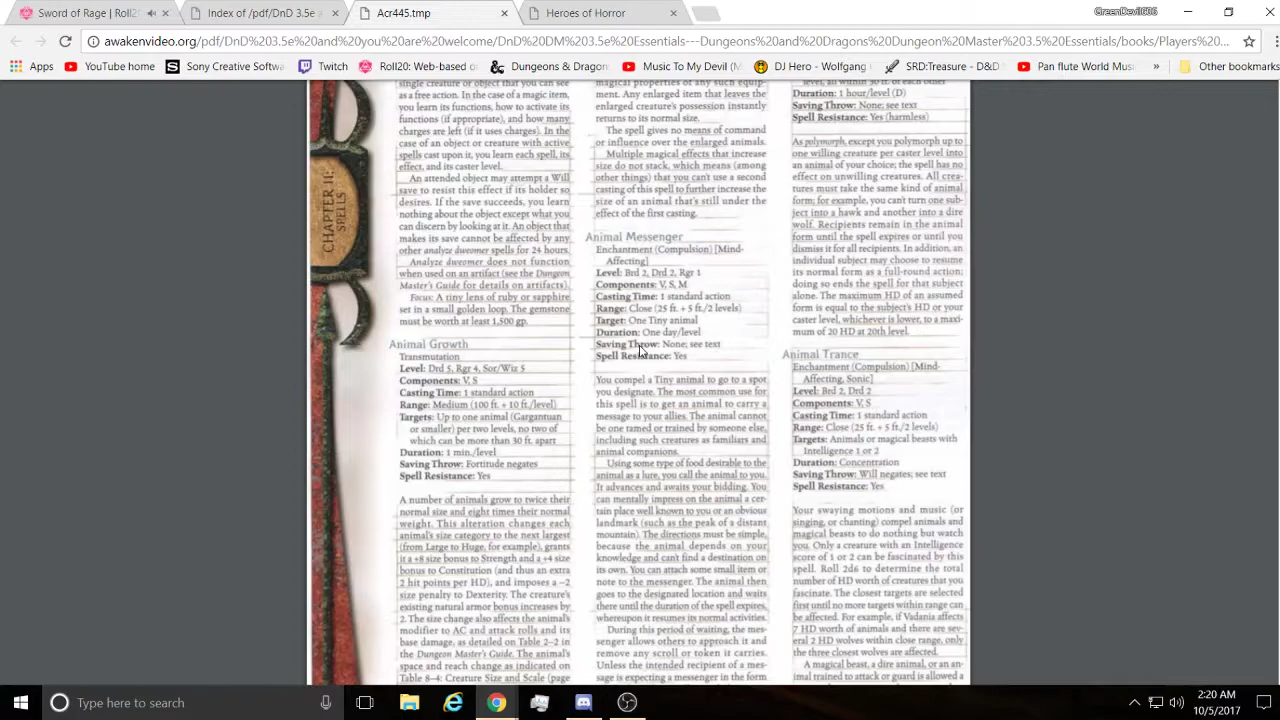 Sword of Rage | Roll2
Index of /pdf/DnD 3.5e a
Acr445.tmp
Heroes of Horror
GreenDevil686
awakenvideo.org/pdf/DnD%203.5e%20and%20you%20are%20welcome/DnD%20DM%203.5e%20Essentials---Dungeons%20and%20Dragons%20Dungeon%20Master%203.5%20Essentials/books/Players%20...
Apps
YouTube Home
Sony Creative Softw
Twitch
Roll20: Web-based o
Dungeons & Drago
Music To My Devil (M
DJ Hero - Wolfgang
SRD:Treasure - D&D
Pan flute World Mus
»
Other bookmarks
CHAPTER 11:
SPELLS
single creature or object that you can see
as a free action. In the case of a magic item,
you learn its functions, how to activate its
functions (if appropriate), and how many
charges are left (if it uses charges). In the
case of an object or creature with active
spells cast upon it, you learn each spell, its
effect, and its caster level.
An attended object may attempt a Will
save to resist this effect if its holder so
desires. If the save succeeds, you learn
nothing about the object except what you
can discern by looking at it. An object that
makes its save cannot be affected by any
other analyze dweomer spells for 24 hours.
Analyze dweomer does not function
when used on an artifact (see the Dungeon
Master's Guide for details on artifacts).
Focus: A tiny lens of ruby or sapphire
set in a small golden loop. The gemstone
must be worth at least 1,500 gp.
Animal Growth
Transmutation
Level: Drd 5, Rgr 4, Sor/Wiz 5
Components: V, S
Casting Time: 1 standard action
Range: Medium (100 ft. + 10 ft./level)
Targets: Up to one animal (Gargantuan
or smaller) per two levels, no two of
which can be more than 30 ft. apart
Duration: 1 min./level
Saving Throw: Fortitude negates
Spell Resistance: Yes
A number of animals grow to twice their
normal size and eight times their normal
weight. This alteration changes each
animal's size category to the next largest
(from Large to Huge, for example), grants
it a +8 size bonus to Strength and a +4 size
bonus to Constitution (and thus an extra
2 hit points per HD), and imposes a –2
size penalty to Dexterity. The creature's
existing natural armor bonus increases by
2. The size change also affects the animal's
modifier to AC and attack rolls and its
base damage, as detailed on Table 2–2 in
the Dungeon Master's Guide. The animal's
space and reach change as indicated on
Table 8–4: Creature Size and Scale (page
magical properties of any such equip-
ment. Any enlarged item that leaves the
enlarged creature's possession instantly
returns to its normal size.
The spell gives no means of command
or influence over the enlarged animals.
Multiple magical effects that increase
size do not stack, which means (among
other things) that you can't use a second
casting of this spell to further increase the
size of an animal that's still under the
effect of the first casting.
Animal Messenger
Enchantment (Compulsion) [Mind-
Affecting]
Level: Brd 2, Drd 2, Rgr 1
Components: V, S, M
Casting Time: 1 standard action
Range: Close (25 ft. + 5 ft./2 levels)
Target: One Tiny animal
Duration: One day/level
Saving Throw: None; see text
Spell Resistance: Yes
You compel a Tiny animal to go to a spot
you designate. The most common use for
this spell is to get an animal to carry a
message to your allies. The animal cannot
be one tamed or trained by someone else,
including such creatures as familiars and
animal companions.
Using some type of food desirable to the
animal as a lure, you call the animal to you.
It advances and awaits your bidding. You
can mentally impress on the animal a cer-
tain place well known to you or an obvious
landmark (such as the peak of a distant
mountain). The directions must be simple,
because the animal depends on your
knowledge and can't find a destination on
its own. You can attach some small item or
note to the messenger. The animal then
goes to the designated location and waits
there until the duration of the spell expires,
whereupon it resumes its normal activities.
During this period of waiting, the mes-
senger allows others to approach it and
remove any scroll or token it carries.
Unless the intended recipient of a mes-
sage is expecting a messenger in the form
level, all within 30 ft. of each other
Duration: 1 hour/level (D)
Saving Throw: None; see text
Spell Resistance: Yes (harmless)
As polymorph, except you polymorph up to
one willing creature per caster level into
an animal of your choice; the spell has no
effect on unwilling creatures. All crea-
tures must take the same kind of animal
form; for example, you can't turn one sub-
ject into a hawk and another into a dire
wolf. Recipients remain in the animal
form until the spell expires or until you
dismiss it for all recipients. In addition, an
individual subject may choose to resume
its normal form as a full-round action;
doing so ends the spell for that subject
alone. The maximum HD of an assumed
form is equal to the subject's HD or your
caster level, whichever is lower, to a maxi-
mum of 20 HD at 20th level.
Animal Trance
Enchantment (Compulsion) [Mind-
Affecting, Sonic]
Level: Brd 2, Drd 2
Components: V, S
Casting Time: 1 standard action
Range: Close (25 ft. + 5 ft./2 levels)
Targets: Animals or magical beasts with
Intelligence 1 or 2
Duration: Concentration
Saving Throw: Will negates; see text
Spell Resistance: Yes
Your swaying motions and music (or
singing, or chanting) compel animals and
magical beasts to do nothing but watch
you. Only a creature with an Intelligence
score of 1 or 2 can be fascinated by this
spell. Roll 2d6 to determine the total
number of HD worth of creatures that you
fascinate. The closest targets are selected
first until no more targets within range can
be affected. For example, if Vadania affects
7 HD worth of animals and there are sev-
eral 2 HD wolves within close range, only
the three closest wolves are affected.
A magical beast, a dire animal, or an an-
imal trained to attack or guard is allowed a
Type here to search
2:20 AM
10/5/2017